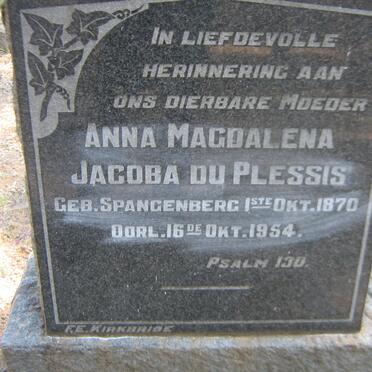 IN LIEFDEVOLLE
HERINNERING AAN
ONS DIERBARE MOEDER
ANNA MAGDALENA
JACOBA DU PLESSIS
GEB. SPANGENBERG 1STE OKT. 1870
OORL. 16DE OKT. 1954.
PSALM 130.
F.E. KIRKBRIDE